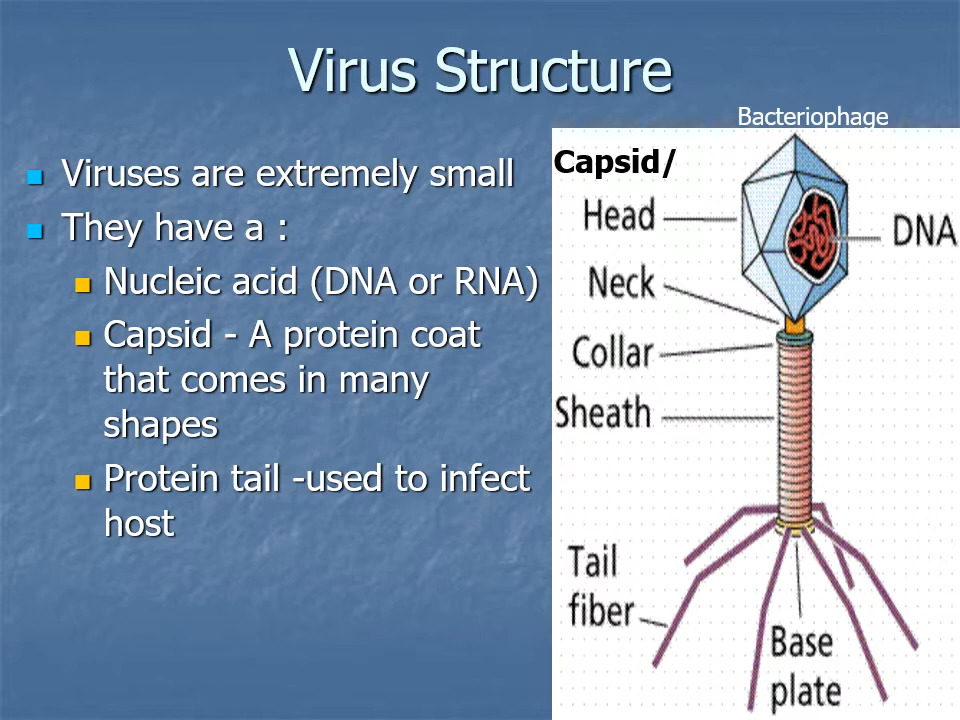 Virus Structure
Bacteriophage
Viruses are extremely small
They have a :
Nucleic acid (DNA or RNA)
Capsid - A protein coat
that comes in many
shapes
Protein tail -used to infect
host
Capsid/
Head
DNA
Neck
Collar
Sheath
Tail
fiber
Base
plate